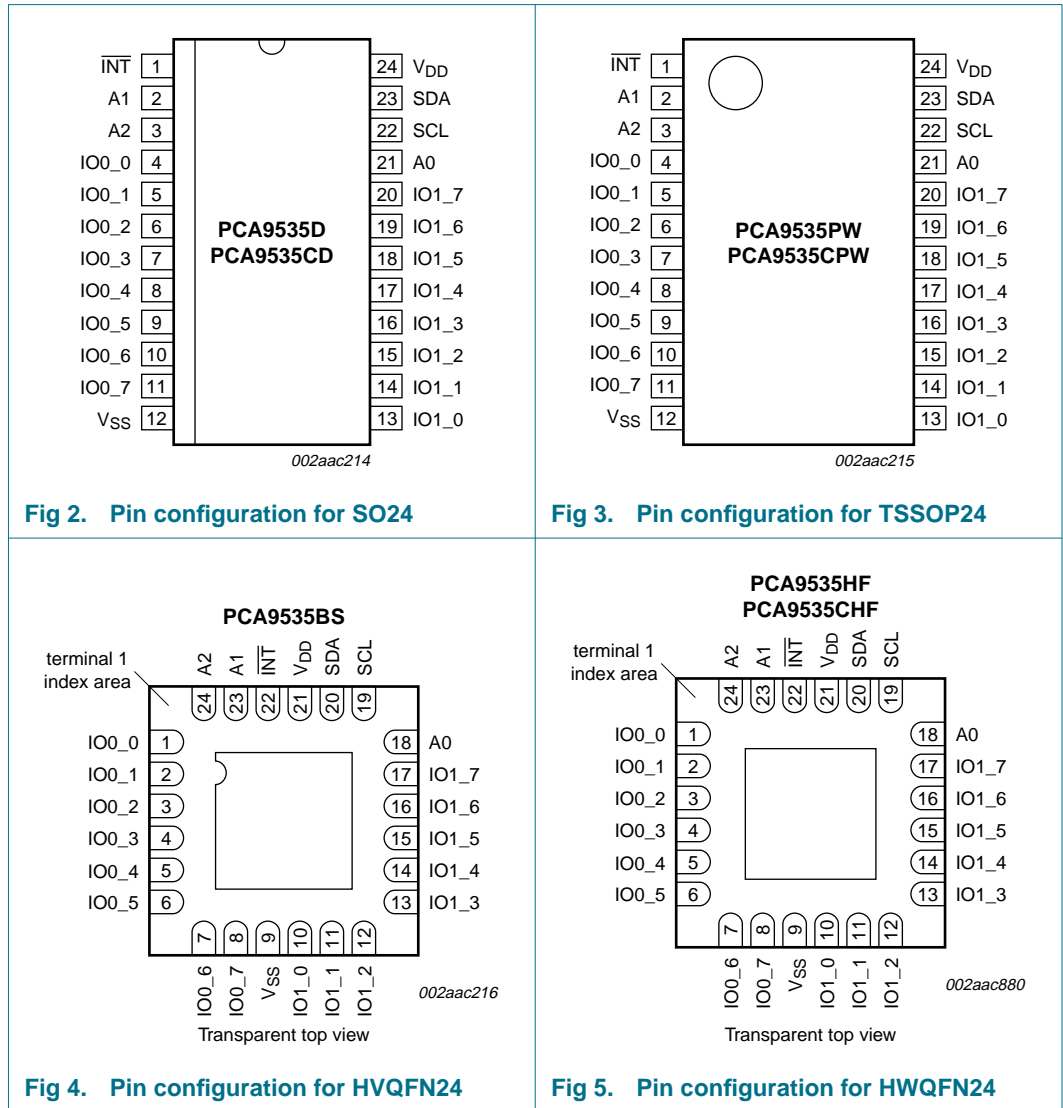 INT 1
A1 2
A2 3
IO0_0 4
IO0_1 5
IO0_2 6
IO0_3 7
IO0_4 8
IO0_5 9
IO0_6 10
IO0_7 11
VSS 12
PCA9535D
PCA9535CD
24 VDD
23 SDA
22 SCL
21 A0
20 IO1_7
19 IO1_6
18 IO1_5
17 IO1_4
16 IO1_3
15 IO1_2
14 IO1_1
13 IO1_0
002aac214
Fig 2. Pin configuration for SO24
INT 1
A1 2
A2 3
IO0_0 4
IO0_1 5
IO0_2 6
IO0_3 7
IO0_4 8
IO0_5 9
IO0_6 10
IO0_7 11
VSS 12
PCA9535PW
PCA9535CPW
24 VDD
23 SDA
22 SCL
21 A0
20 IO1_7
19 IO1_6
18 IO1_5
17 IO1_4
16 IO1_3
15 IO1_2
14 IO1_1
13 IO1_0
002aac215
Fig 3. Pin configuration for TSSOP24
PCA9535BS
terminal 1
index area
A2 A1 INT VDD SDA SCL
24 23 22 21 20 19
IO0_0 1
IO0_1 2
IO0_2 3
IO0_3 4
IO0_4 5
IO0_5 6
18 A0
17 IO1_7
16 IO1_6
15 IO1_5
14 IO1_4
13 IO1_3
7 8 9 10 11 12
IO0_6 IO0_7 VSS IO1_0 IO1_1 IO1_2
002aac216
Transparent top view
Fig 4. Pin configuration for HVQFN24
PCA9535HF
PCA9535CHF
terminal 1
index area
A2 A1 INT VDD SDA SCL
24 23 22 21 20 19
IO0_0 1
IO0_1 2
IO0_2 3
IO0_3 4
IO0_4 5
IO0_5 6
18 A0
17 IO1_7
16 IO1_6
15 IO1_5
14 IO1_4
13 IO1_3
7 8 9 10 11 12
IO0_6 IO0_7 VSS IO1_0 IO1_1 IO1_2
002aac880
Transparent top view
Fig 5. Pin configuration for HWQFN24